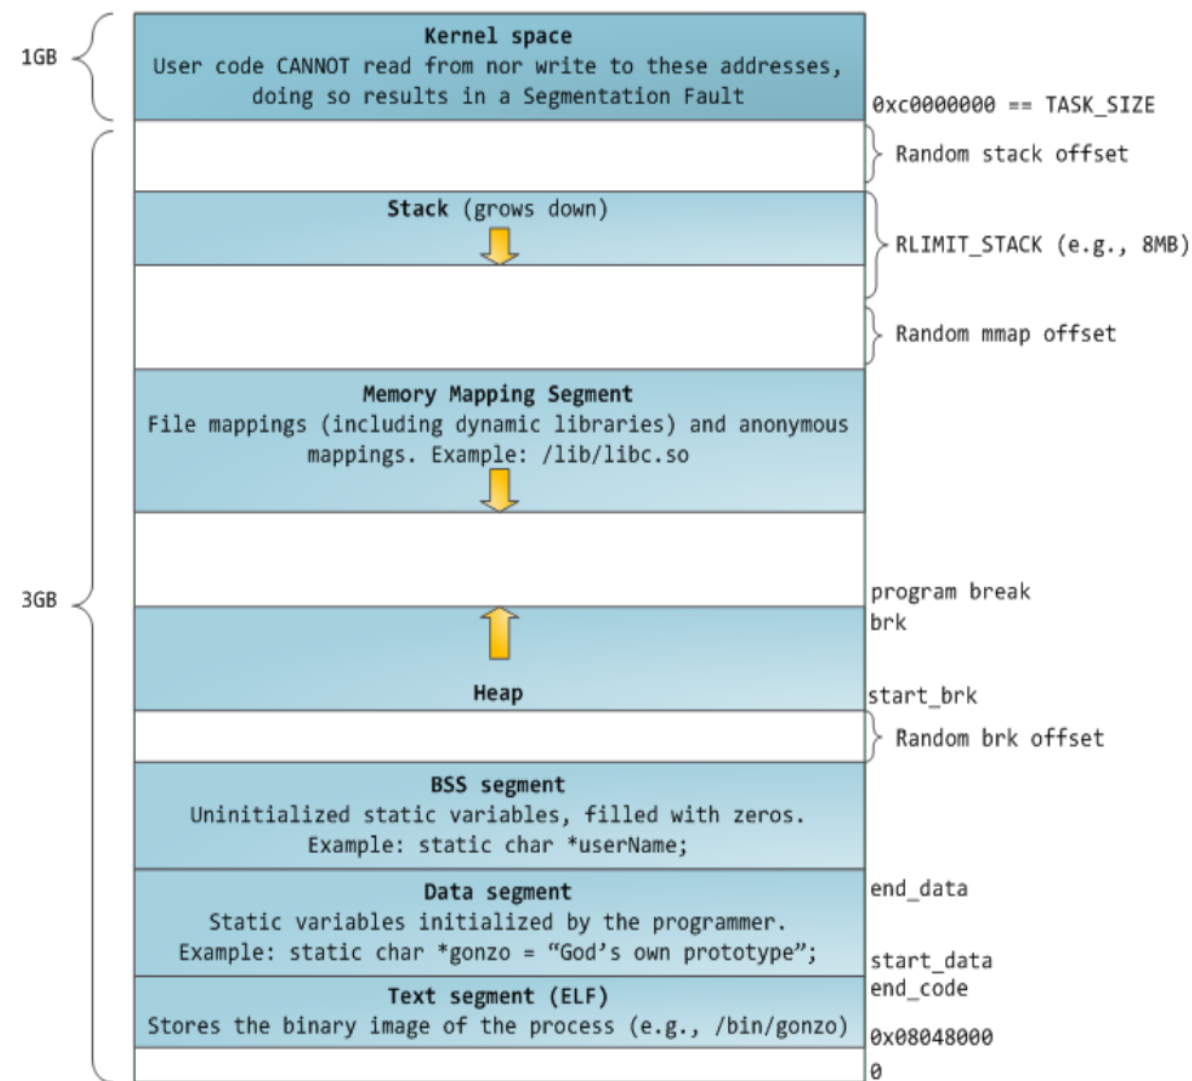 1GB
Kernel space
User code CANNOT read from nor write to these addresses,
doing so results in a Segmentation Fault
0xc0000000 == TASK_SIZE
Random stack offset
Stack (grows down)
RLIMIT_STACK (e.g., 8MB)
Random mmap offset
Memory Mapping Segment
File mappings (including dynamic libraries) and anonymous
mappings. Example: /lib/libc.so
3GB
program break
brk
Heap
start_brk
Random brk offset
BSS segment
Uninitialized static variables, filled with zeros.
Example: static char *userName;
Data segment
end_data
Static variables initialized by the programmer.
Example: static char *gonzo = “God’s own prototype”;
start_data
end_code
Text segment (ELF)
Stores the binary image of the process (e.g., /bin/gonzo)
0x08048000
0